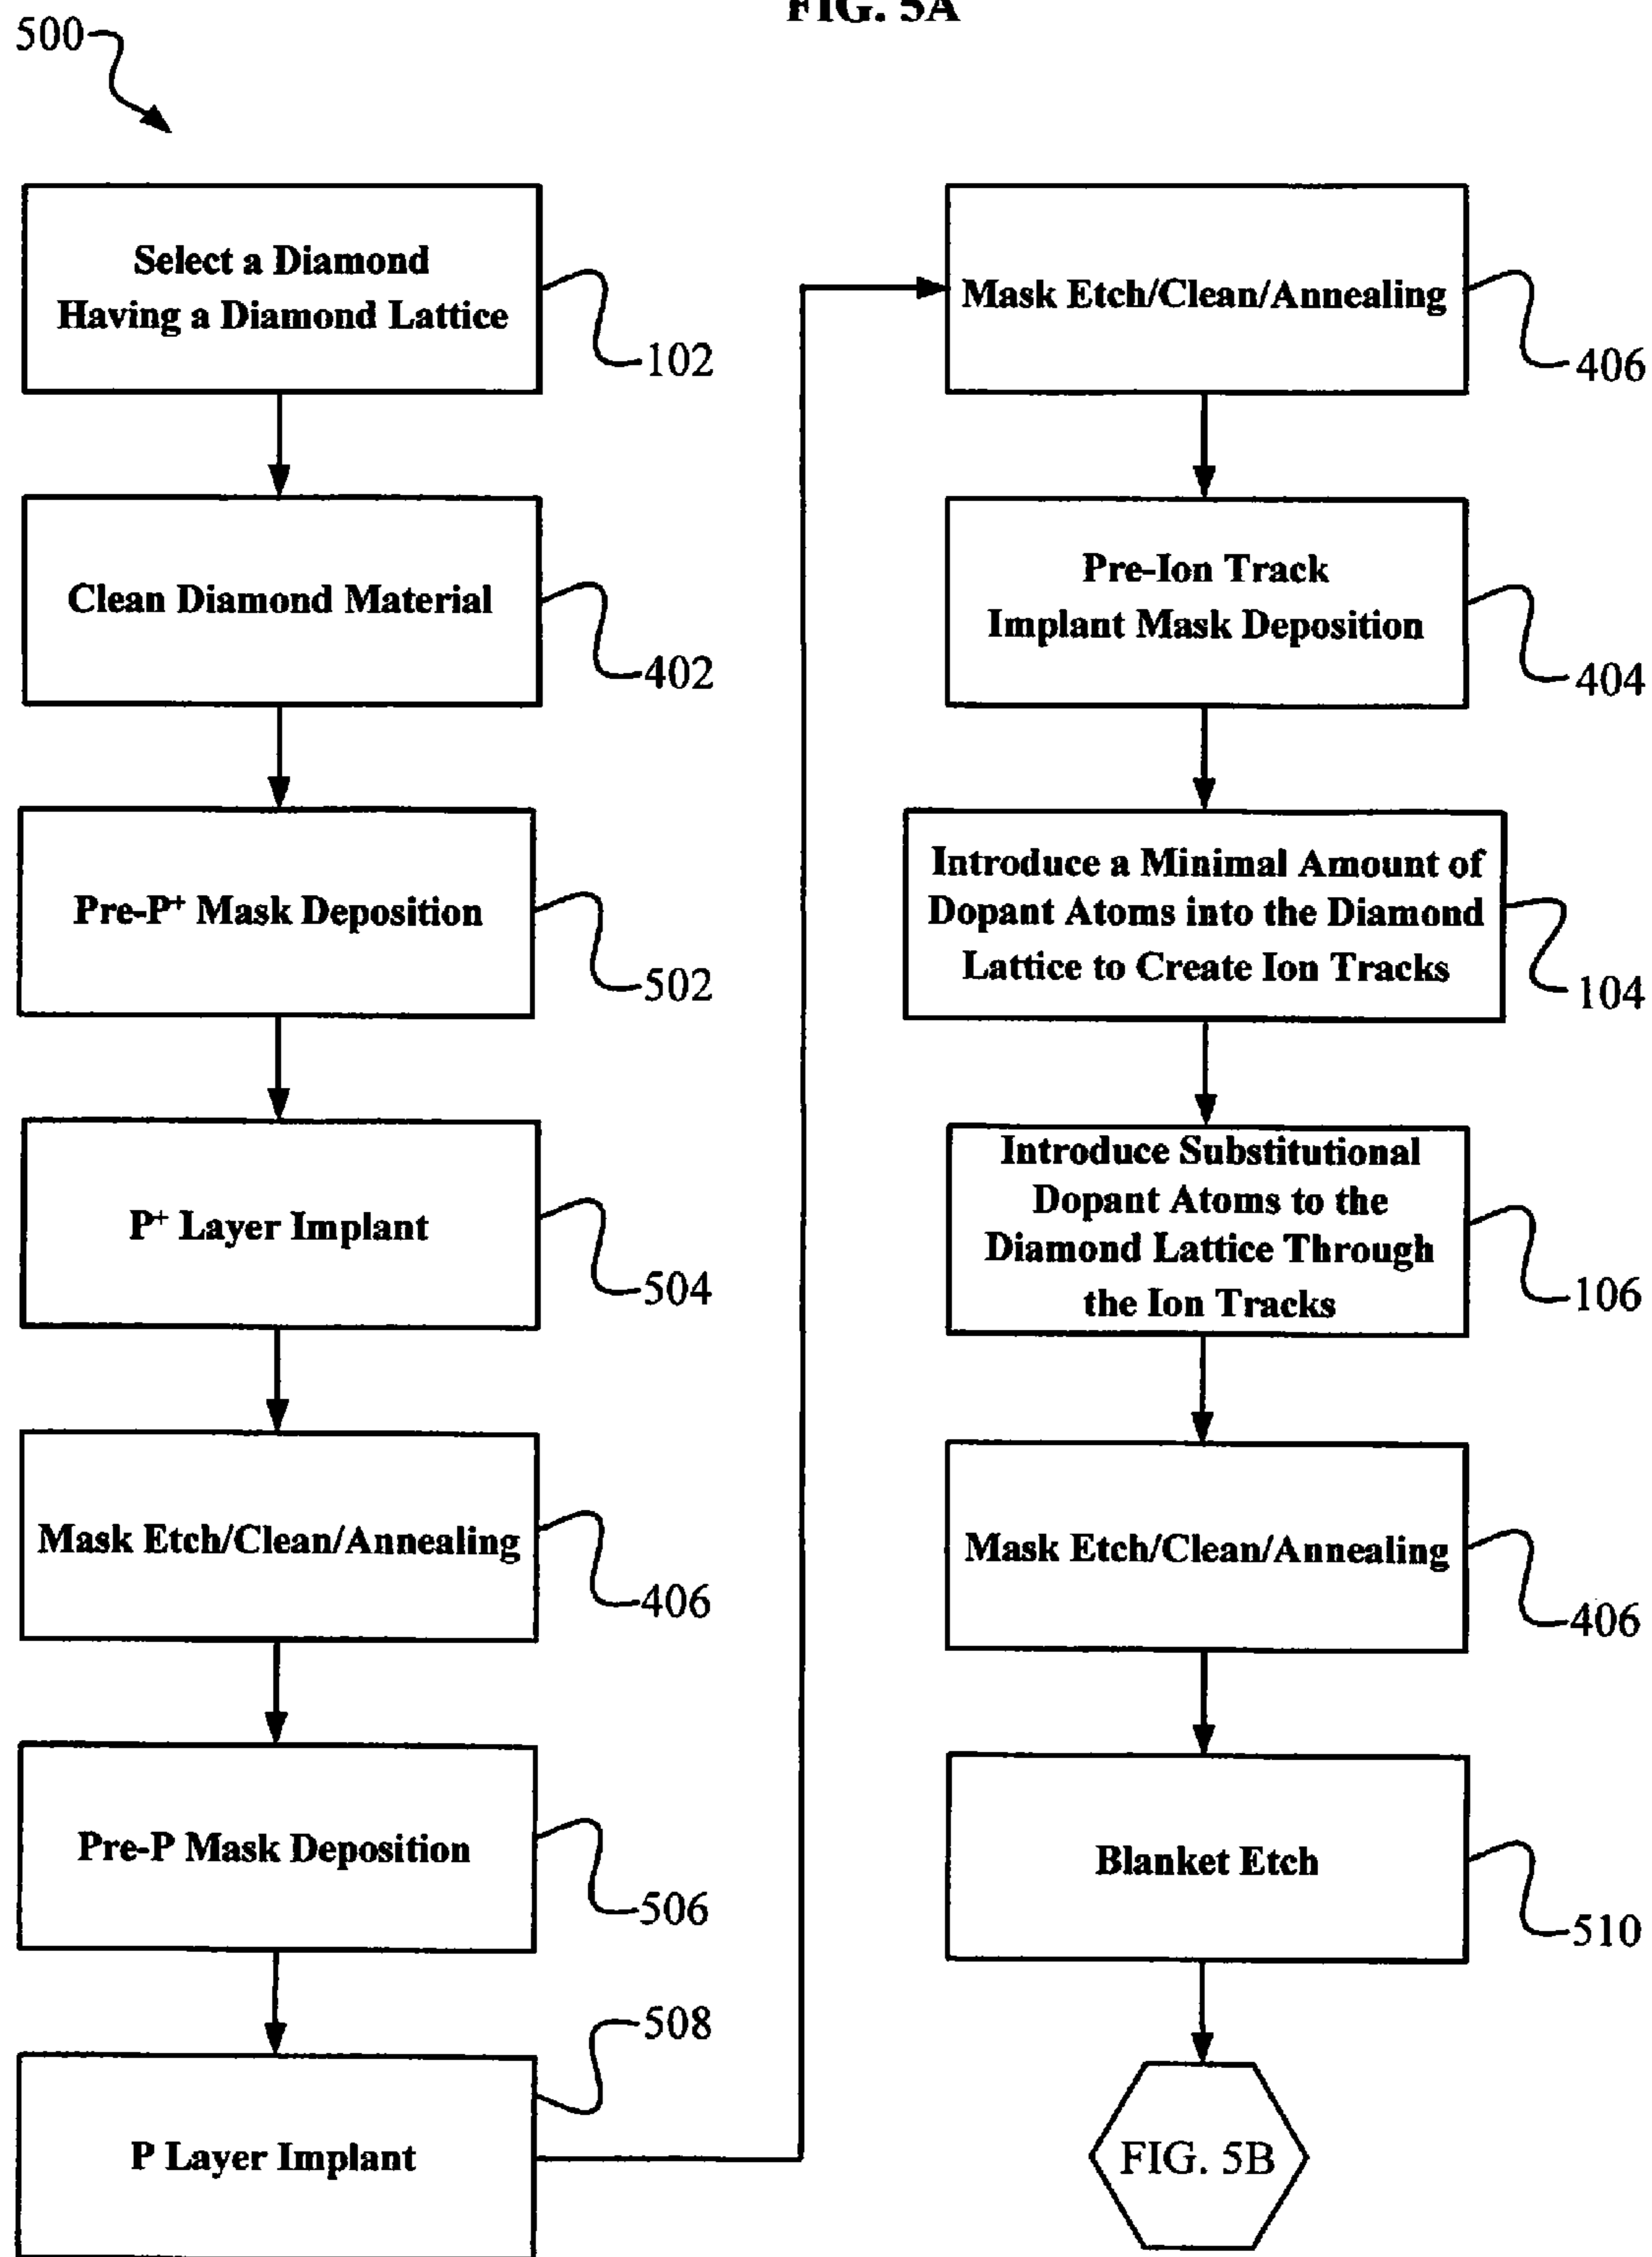 FIG. 5A
500
Select a Diamond
Having a Diamond Lattice
102
Clean Diamond Material
402
Pre-P+ Mask Deposition
502
P+ Layer Implant
504
Mask Etch/Clean/Annealing
406
Pre-P Mask Deposition
506
508
P Layer Implant
Mask Etch/Clean/Annealing
406
Pre-Ion Track
Implant Mask Deposition
404
Introduce a Minimal Amount of
Dopant Atoms into the Diamond
Lattice to Create Ion Tracks
104
Introduce Substitutional
Dopant Atoms to the
Diamond Lattice Through
the Ion Tracks
106
Mask Etch/Clean/Annealing
406
Blanket Etch
510
FIG. 5B